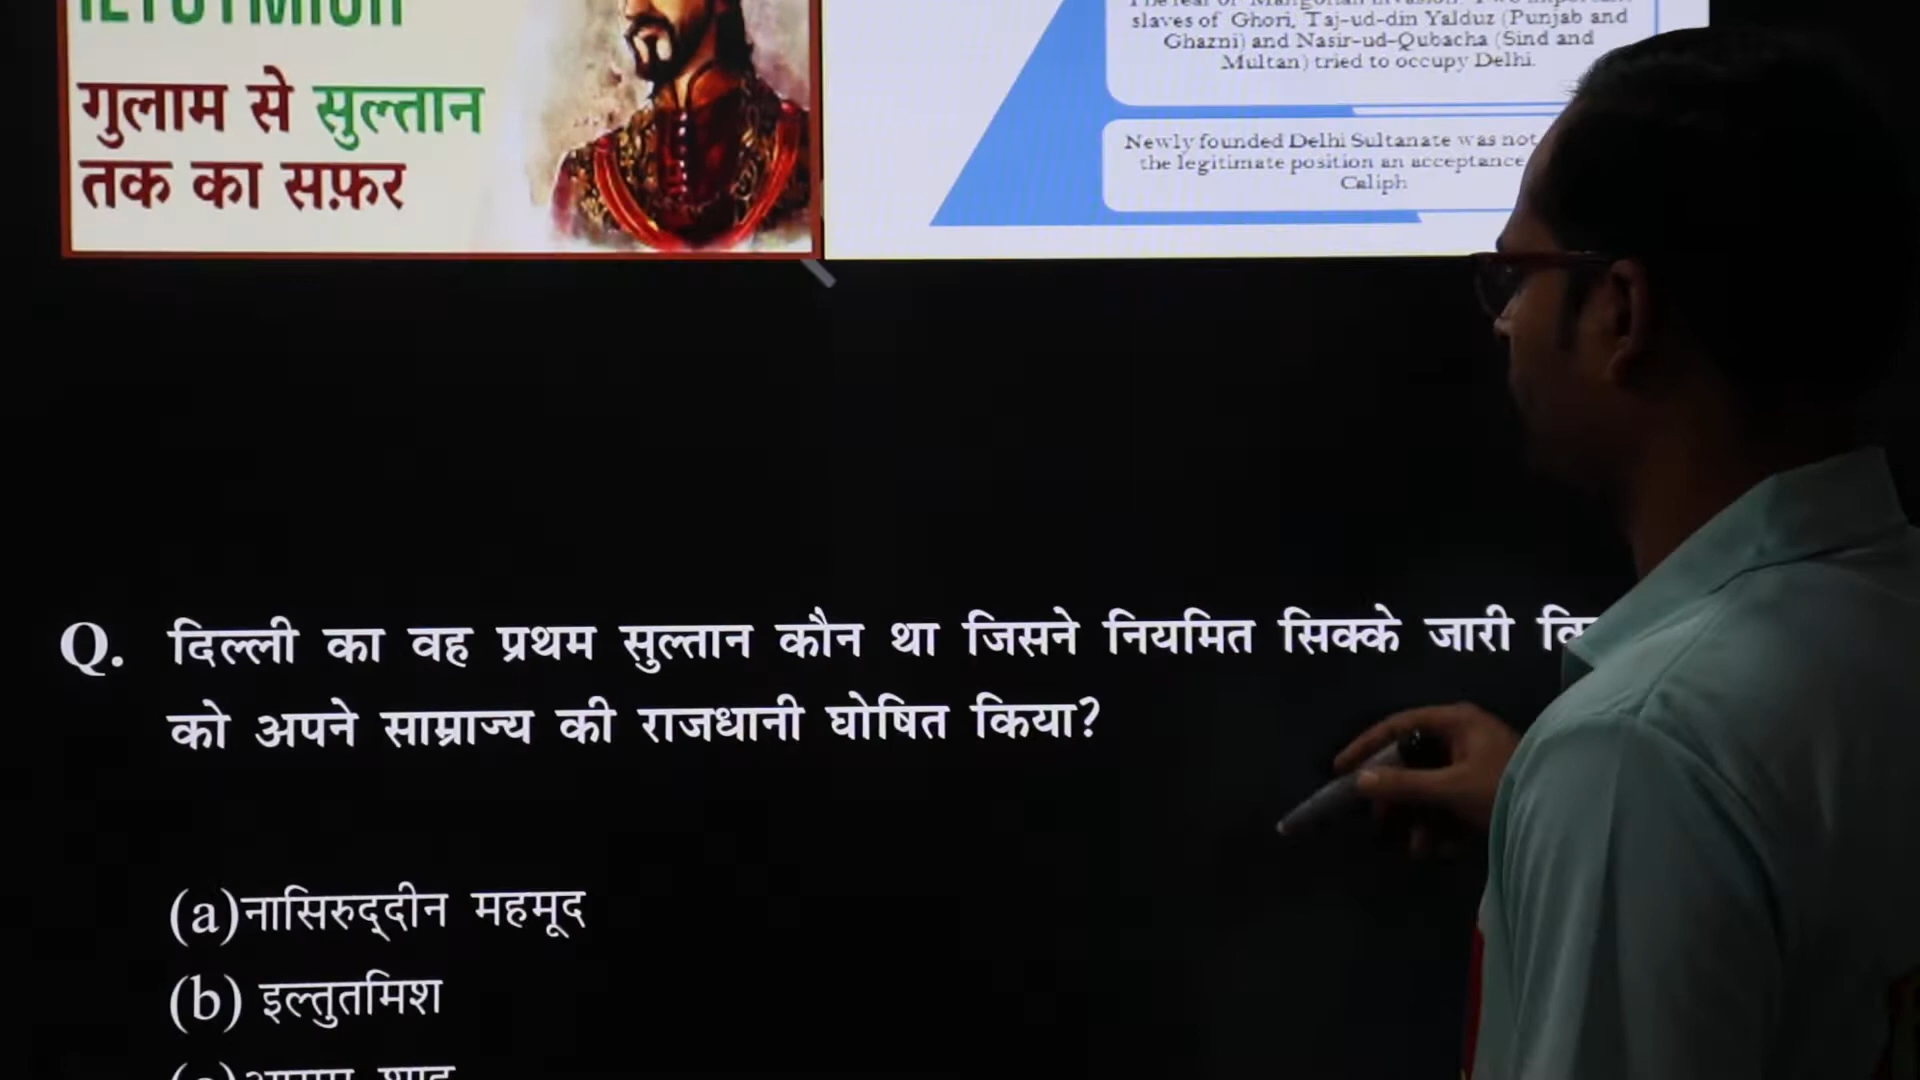 ILTUTMISH
गुलाम से सुल्तान
तक का सफ़र
slaves of Ghori, Taj-ud-din Yalduz (Punjab and
Ghazni) and Nasir-ud-Qubacha (Sind and
Multan) tried to occupy Delhi.
Newly founded Delhi Sultanate was not
the legitimate position an acceptance
Caliph
Q. दिल्ली का वह प्रथम सुल्तान कौन था जिसने नियमित सिक्के जारी
को अपने साम्राज्य की राजधानी घोषित किया?
(a)नासिरुद्दीन महमूद
(b) इल्तुतमिश